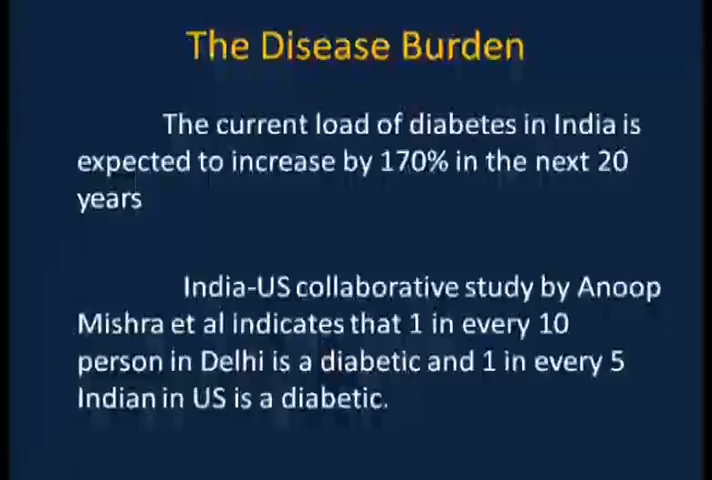 The Disease Burden
The current load of diabetes in India is
expected to increase by 170% in the next 20
years
India-US collaborative study by Anoop
Mishra et al indicates that 1 in every 10
person in Delhi is a diabetic and 1 in every 5
Indian in US is a diabetic.